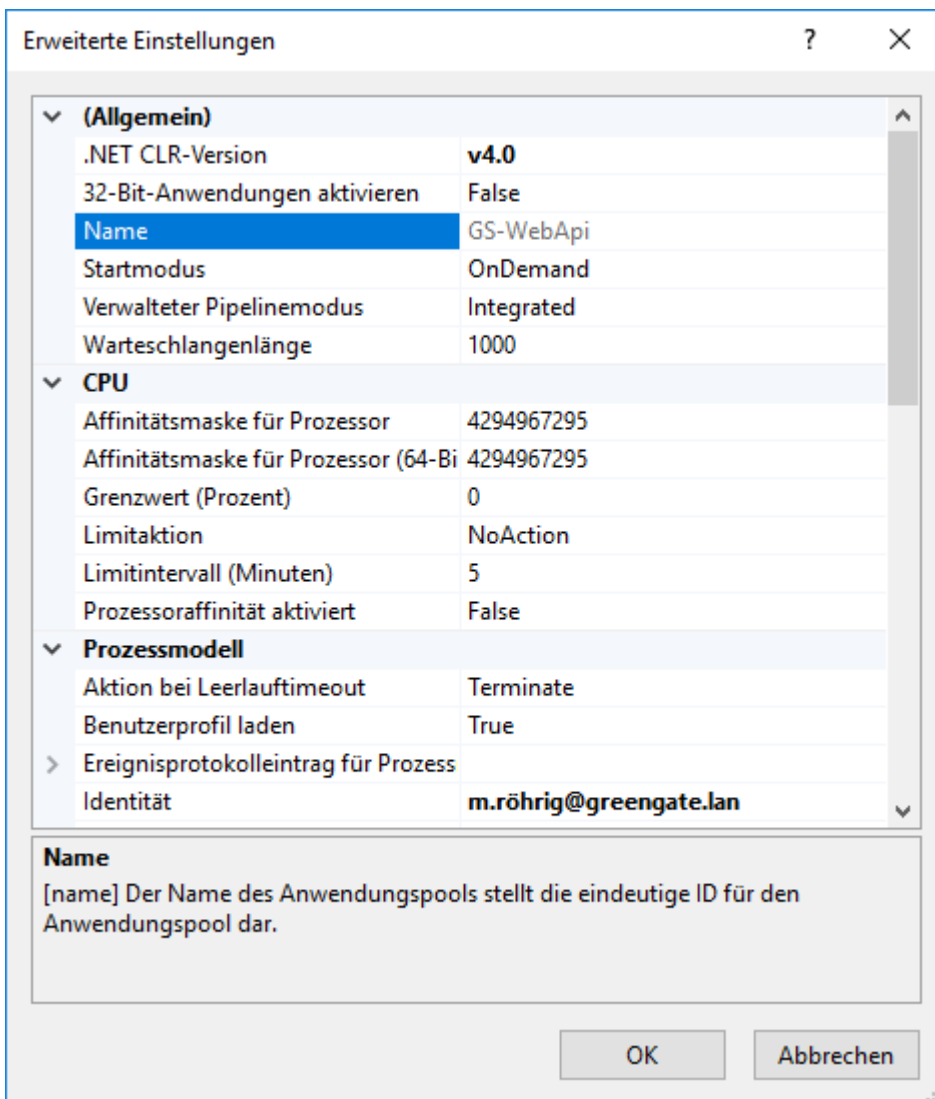 Erweiterte Einstellungen ?
(Allgemein)
.NET CLR-Version v4.0
32-Bit-Anwendungen aktivieren False
Name GS-WebApi
Startmodus OnDemand
Verwalteter Pipelinemodus Integrated
Warteschlangenlänge 1000
CPU
Affinitätsmaske für Prozessor 4294967295
Affinitätsmaske für Prozessor (64-Bi 4294967295
Grenzwert (Prozent) 0
Limitaktion NoAction
Limitintervall (Minuten) 5
Prozessoraffinität aktiviert False
Prozessmodell
Aktion bei Leerlauftimeout Terminate
Benutzerprofil laden True
Ereignisprotokolleintrag für Prozess
Identität m.röhrig@greengate.lan
Name
[name] Der Name des Anwendungspools stellt die eindeutige ID für den
Anwendungspool dar.
OK Abbrechen